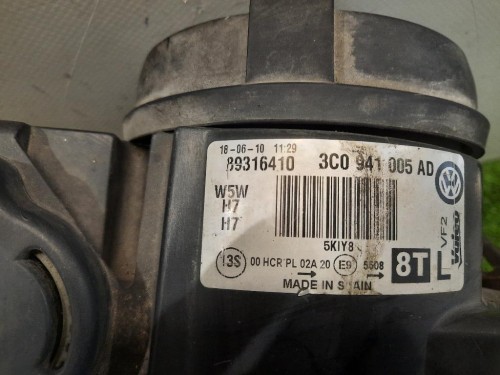 18-06-10 11:29
89316410 3C0 941 005 AD
W5W
H7
H7
5KIY8
13S 00 HCR PL 02A 20 → E9 5508 → 8T L
MADE IN SPAIN
VF2
Valeo